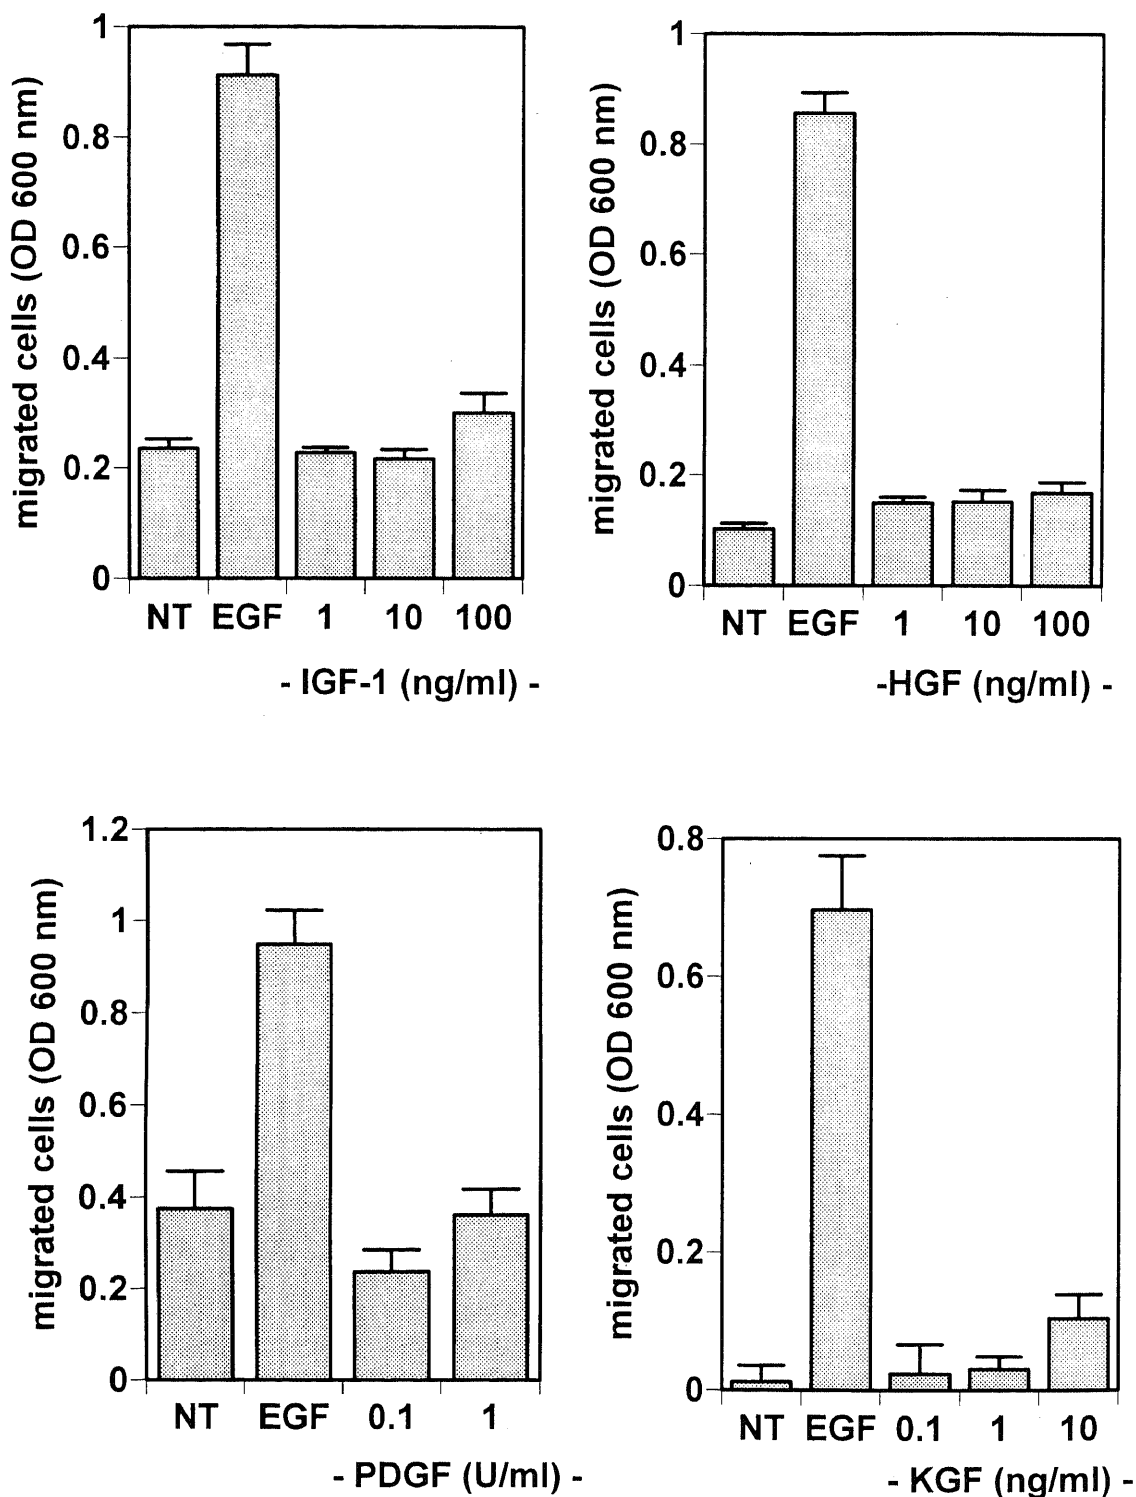 migrated cells (OD 600 nm)
1
0.8
0.6
0.4
0.2
0
NT EGF 1 10 100
- IGF-1 (ng/ml) -
migrated cells (OD 600 nm)
1
0.8
0.6
0.4
0.2
0
NT EGF 1 10 100
-HGF (ng/ml) -
migrated cells (OD 600 nm)
1.2
1
0.8
0.6
0.4
0.2
0
NT EGF 0.1 1
- PDGF (U/ml) -
migrated cells (OD 600 nm)
0.8
0.6
0.4
0.2
0
NT EGF 0.1 1 10
- KGF (ng/ml) -